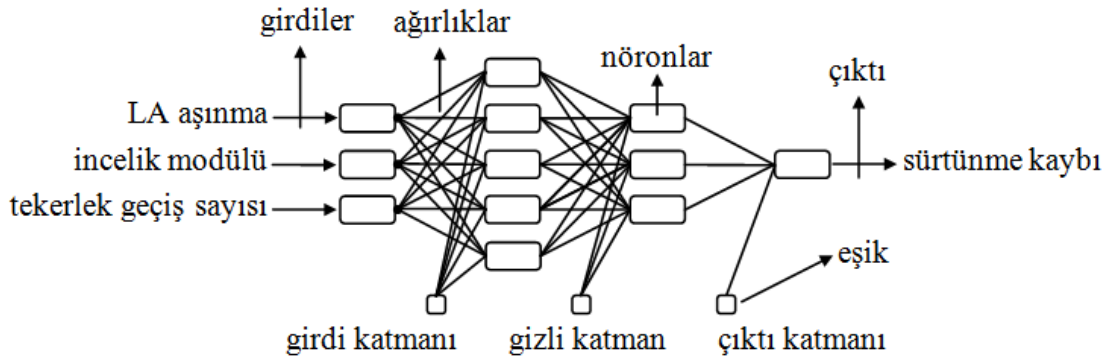 girdiler
ağırlıklar
nöronlar
çıktı
LA aşınma
incelik modülü
sürtünme kaybı
tekerlek geçiş sayısı
eşik
girdi katmanı
gizli katman
çıktı katmanı